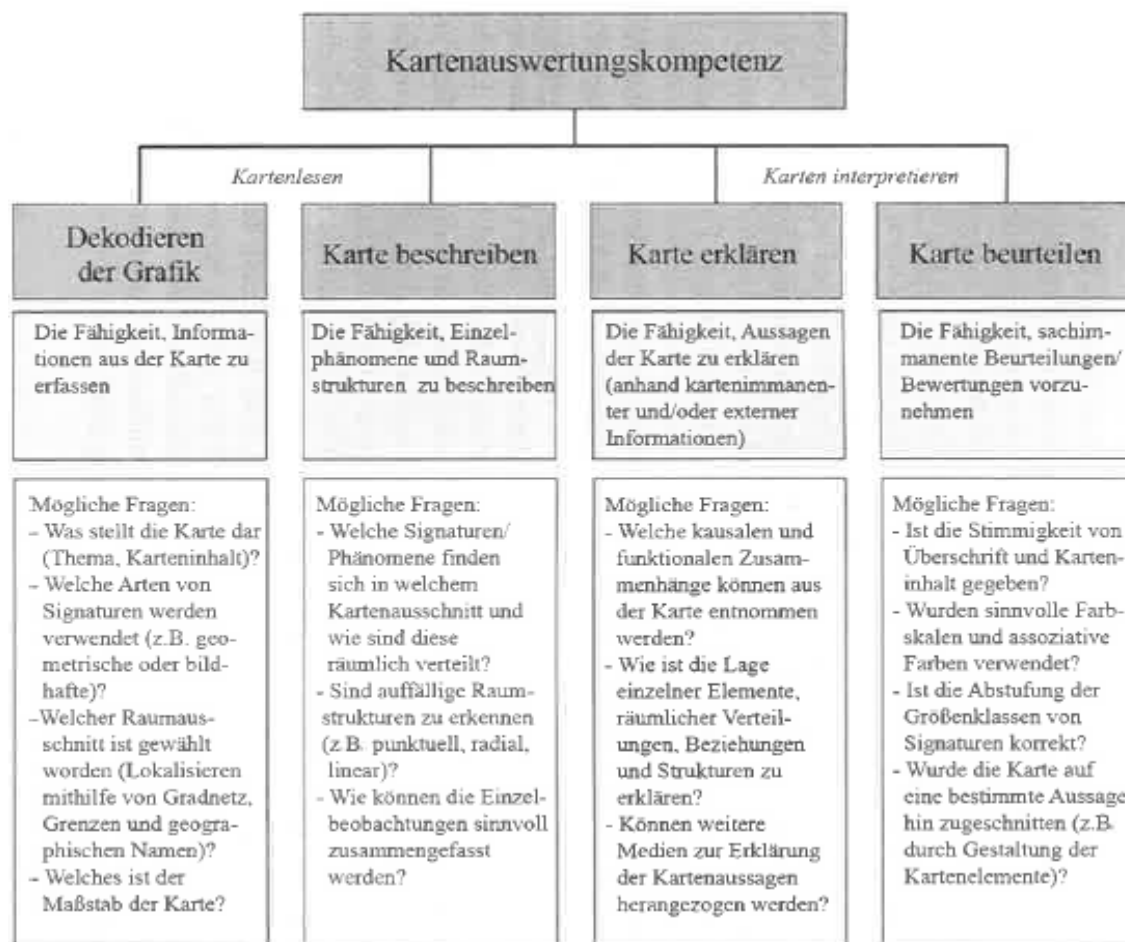 Kartenauswertungskompetenz
Kartenlesen
Karten interpretieren
Dekodieren
der Grafik
Die Fähigkeit, Informa-
tionen aus der Karte zu
erfassen
Mögliche Fragen:
- Was stellt die Karte dar
(Thema, Karteninhalt)?
- Welche Arten von
Signaturen werden
verwendet (z.B. geo-
metrische oder bild-
hafte)?
-Welcher Raumaus-
schnitt ist gewählt
worden (Lokalisieren
mithilfe von Gradnetz,
Grenzen und geogra-
phischen Namen)?
- Welches ist der
Maßstab der Karte?
Karte beschreiben
Die Fähigkeit, Einzel-
phänomene und Raum-
strukturen zu beschreiben
Mögliche Fragen:
- Welche Signaturen/
Phänomene finden
sich in welchem
Kartenausschnitt und
wie sind diese
räumlich verteilt?
- Sind auffällige Raum-
strukturen zu erkennen
(z.B. punktuell, radial,
linear)?
- Wie können die Einzel-
beobachtungen sinnvoll
zusammengefasst
werden?
Karte erklären
Die Fähigkeit, Aussagen
der Karte zu erklären
(anhand kartenimmanen-
ter und/oder externer
Informationen)
Mögliche Fragen:
- Welche kausalen und
funktionalen Zusam-
menhänge können aus
der Karte entnommen
werden?
- Wie ist die Lage
einzelner Elemente,
räumlicher Verteil-
ungen, Beziehungen
und Strukturen zu
erklären?
- Können weitere
Medien zur Erklärung
der Kartenaussagen
herangezogen werden?
Karte beurteilen
Die Fähigkeit, sachim-
manente Beurteilungen/
Bewertungen vorzu-
nehmen
Mögliche Fragen:
- Ist die Stimmigkeit von
Überschrift und Karten-
inhalt gegeben?
- Wurden sinnvolle Farb-
skalen und assoziative
Farben verwendet?
- Ist die Abstufung der
Größenklassen von
Signaturen korrekt?
- Wurde die Karte auf
eine bestimmte Aussage
hin zugeschnitten (z.B.
durch Gestaltung der
Kartenelemente)?